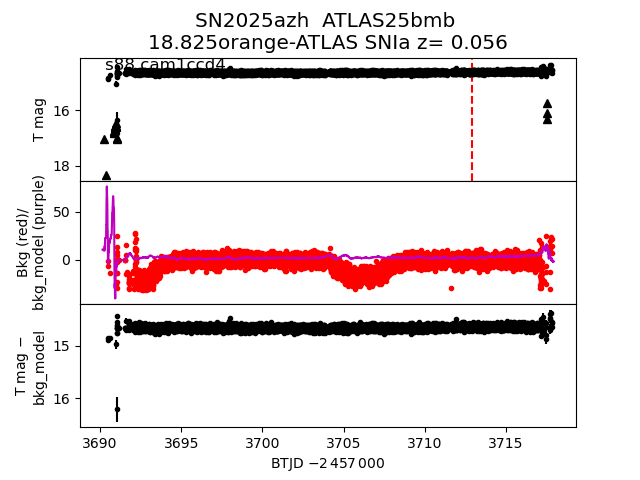 SN2025azh  ATLAS25bmb
18.825orange-ATLAS SNIa z= 0.056
s88 cam1ccd4
T mag
16
18
Bkg (red)/
bkg_model (purple)
50
0
T mag −
bkg_model
15
16
3690 3695 3700 3705 3710 3715
BTJD −2 457 000